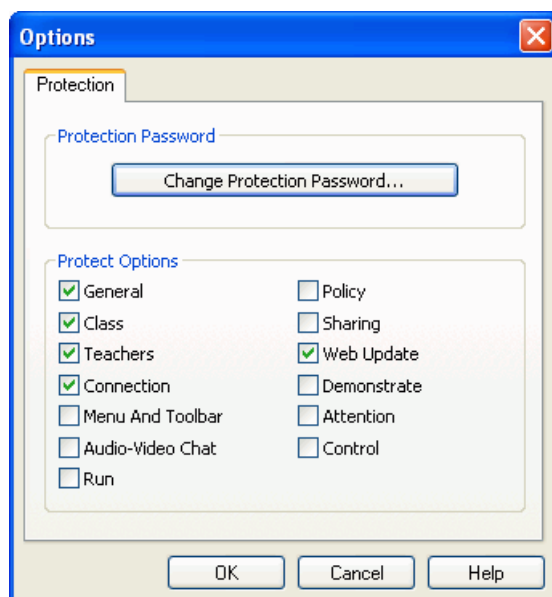 Options
Protection
Protection Password
Change Protection Password...
Protect Options
General
Policy
Class
Sharing
Teachers
Web Update
Connection
Demonstrate
Menu And Toolbar
Attention
Audio-Video Chat
Control
Run
OK
Cancel
Help